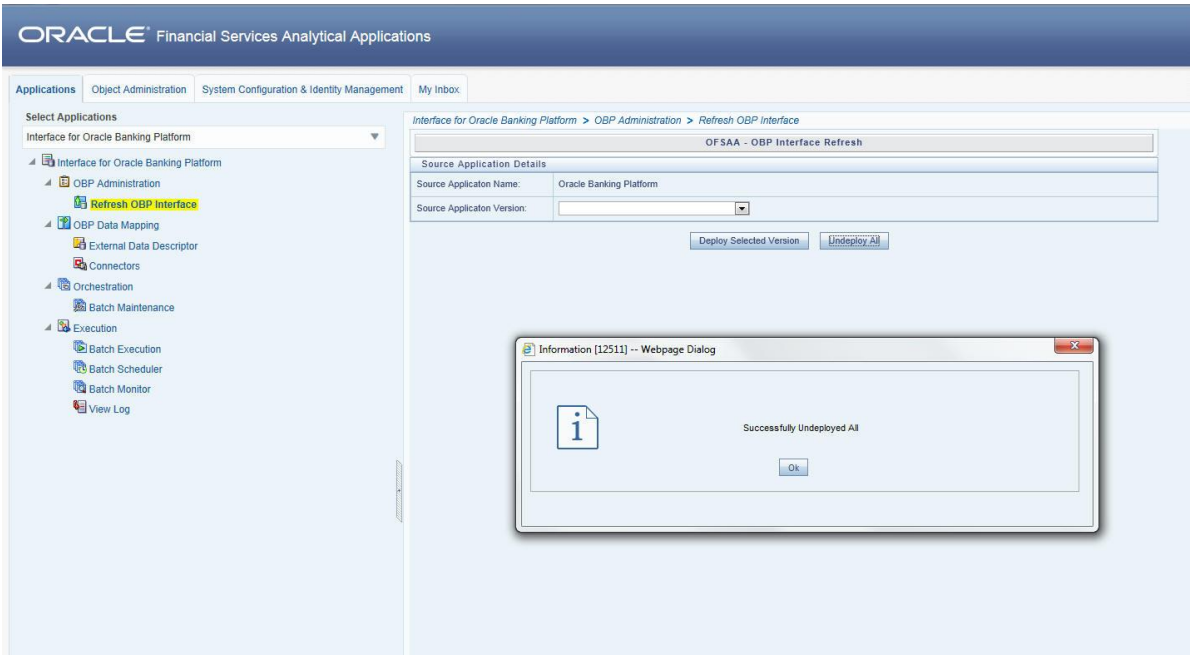 ORACLE® Financial Services Analytical Applications
Applications Object Administration System Configuration & Identity Management My Inbox
Select Applications
Interface for Oracle Banking Platform
Interface for Oracle Banking Platform
OBP Administration
Refresh OBP Interface
OBP Data Mapping
External Data Descriptor
Connectors
Orchestration
Batch Maintenance
Execution
Batch Execution
Batch Scheduler
Batch Monitor
View Log
Interface for Oracle Banking Platform > OBP Administration > Refresh OBP Interface
OFSAA - OBP Interface Refresh
Source Application Details
Source Applicaton Name: Oracle Banking Platform
Source Applicaton Version:
Deploy Selected Version Undeploy All
Information [12511] -- Webpage Dialog
Successfully Undeployed All
Ok